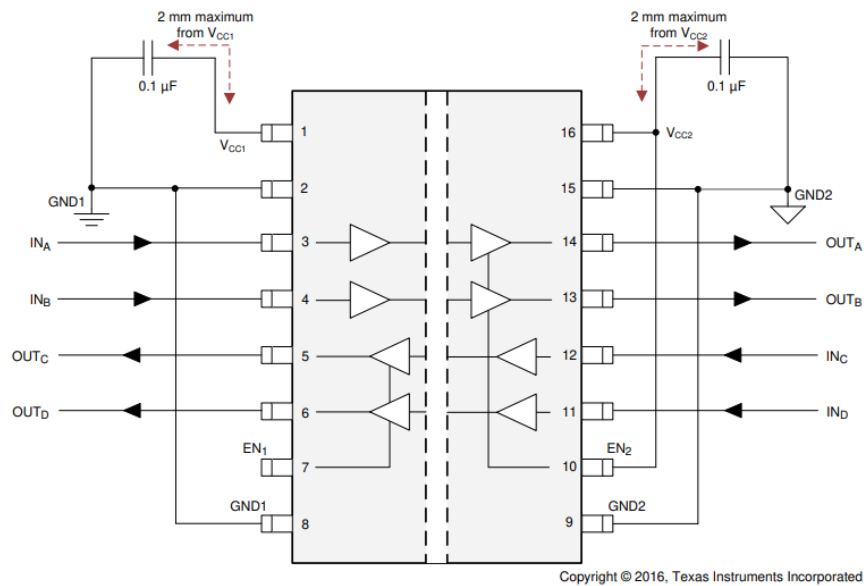 2 mm maximum
from VCC1
2 mm maximum
from VCC2
0.1 µF
0.1 µF
VCC1
1
16
VCC2
GND1
2
15
GND2
INA
3
14
OUTA
INB
4
13
OUTB
OUTC
5
12
INC
OUTD
6
11
IND
EN1
7
10
EN2
GND1
8
9
GND2
Copyright © 2016, Texas Instruments Incorporated